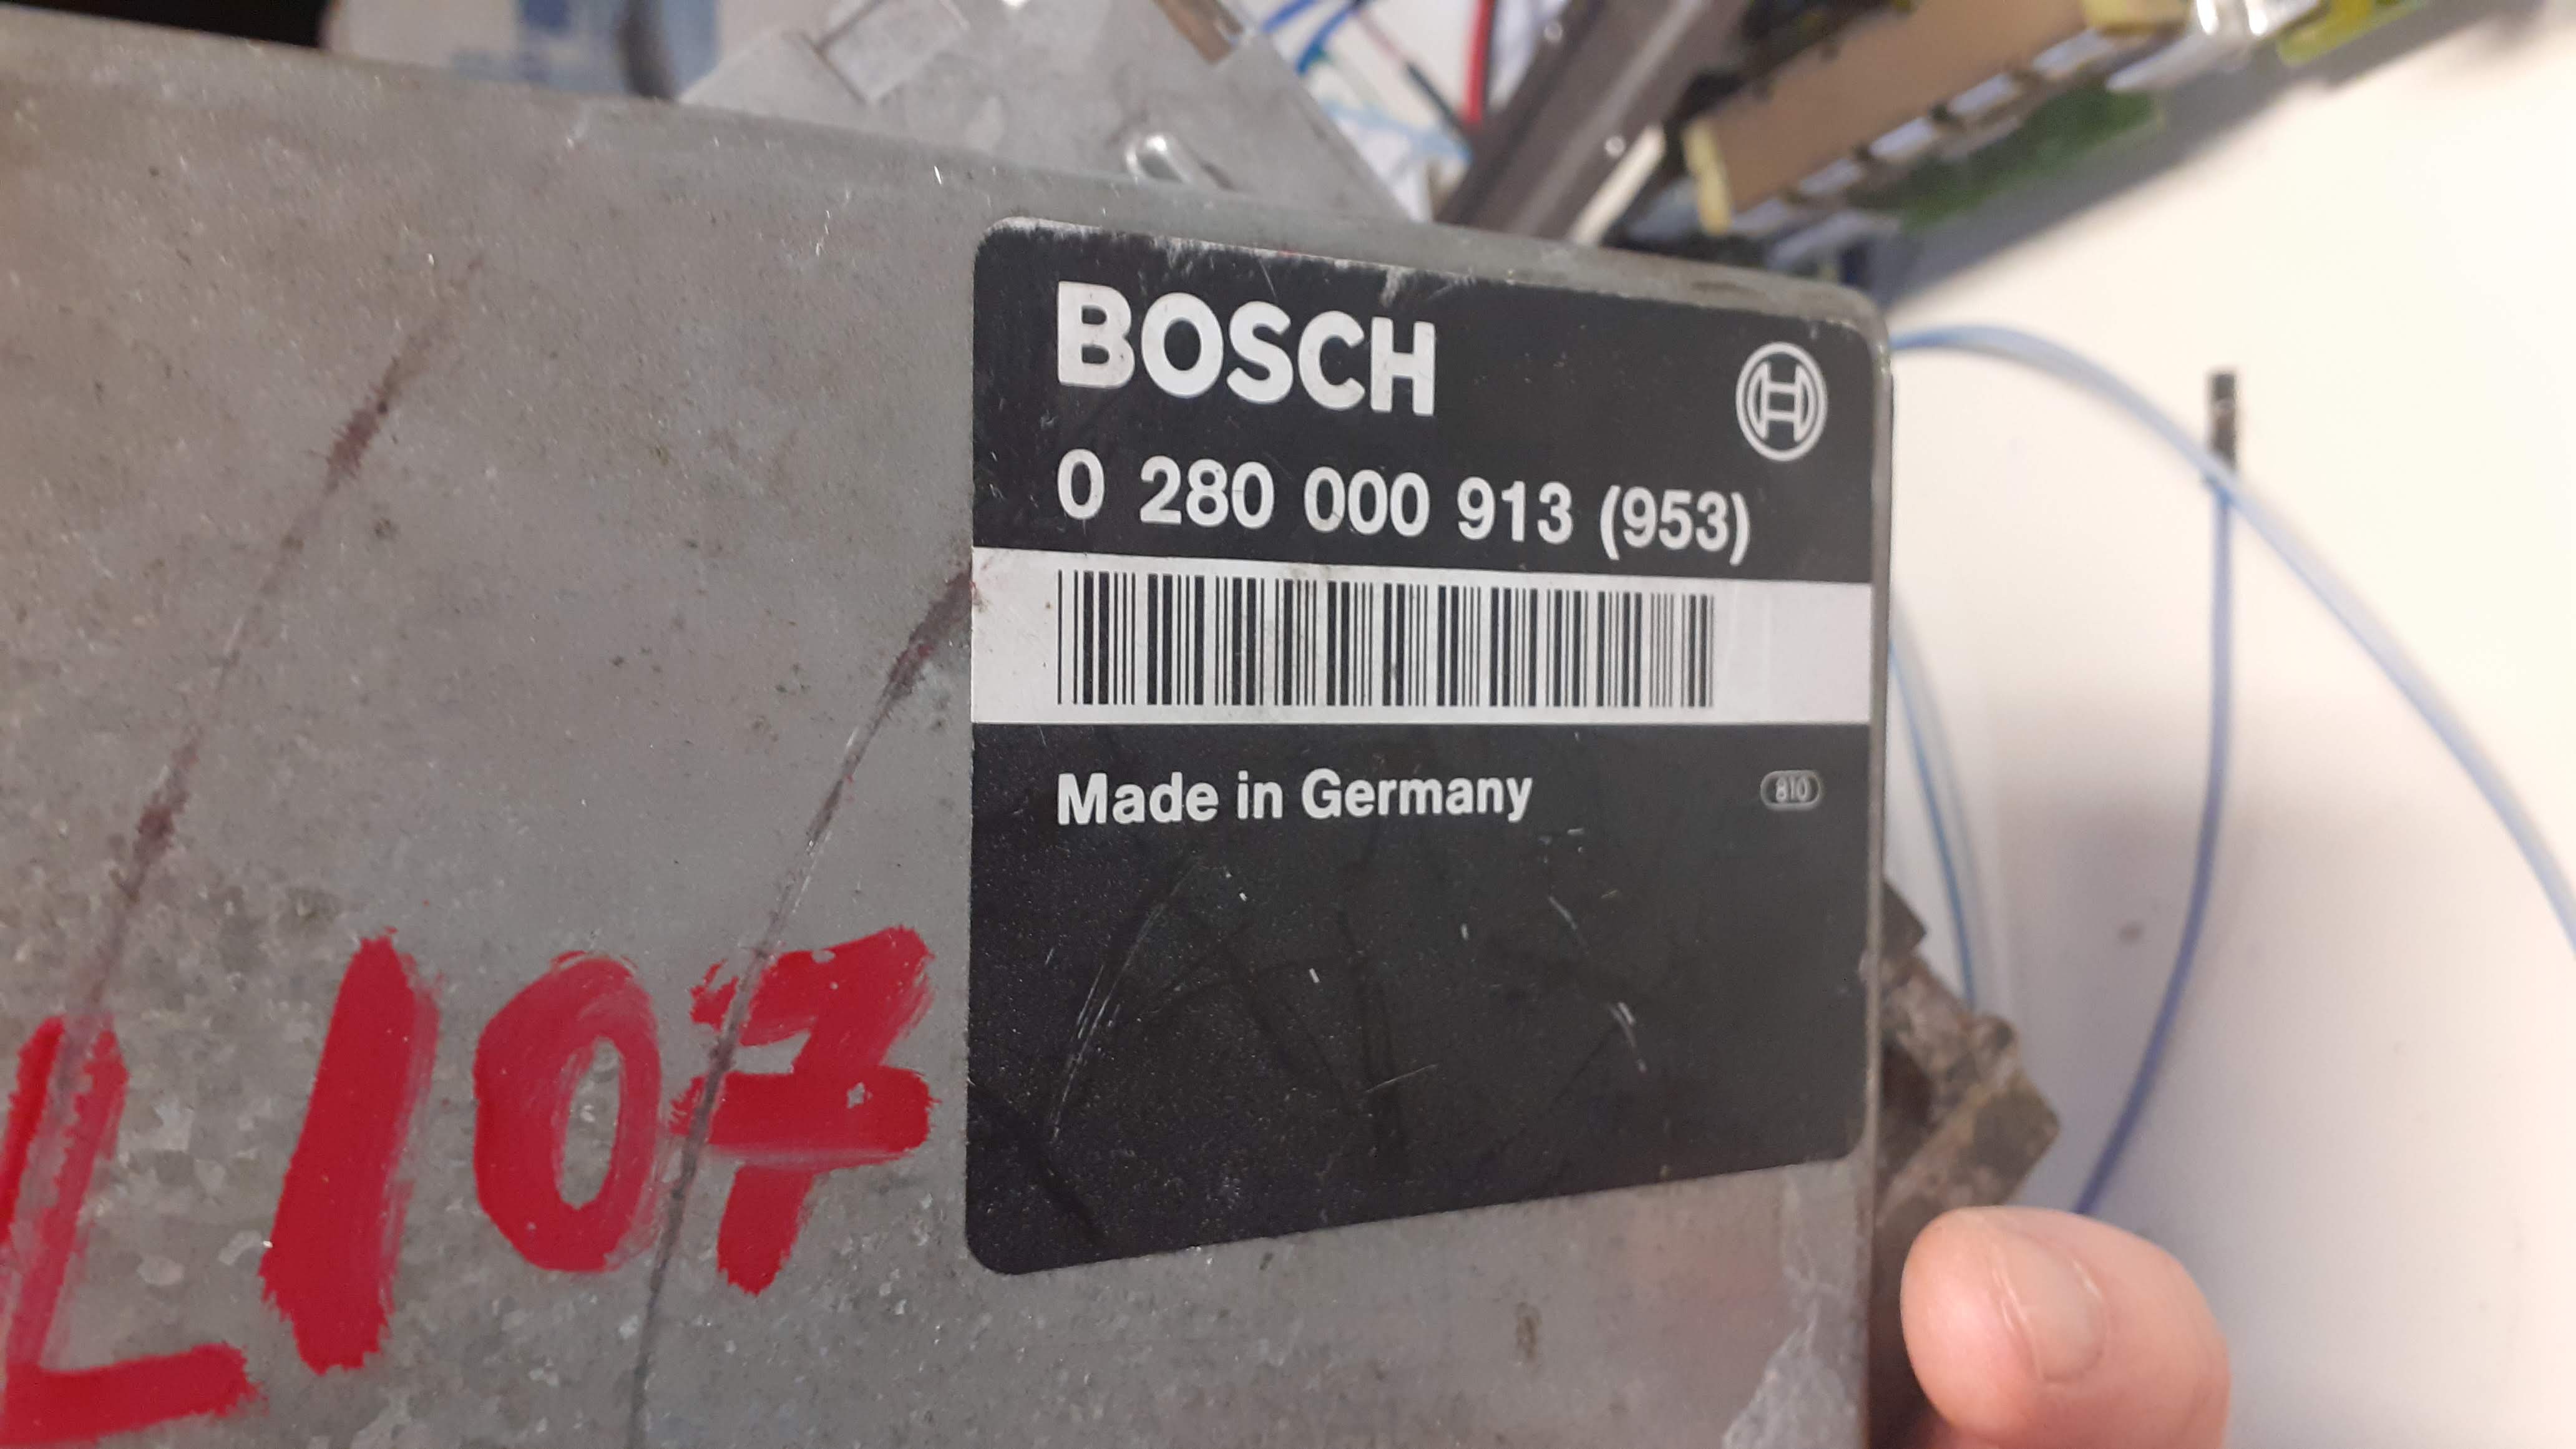 BOSCH
0 280 000 913 (953)
Made in Germany
810
L107